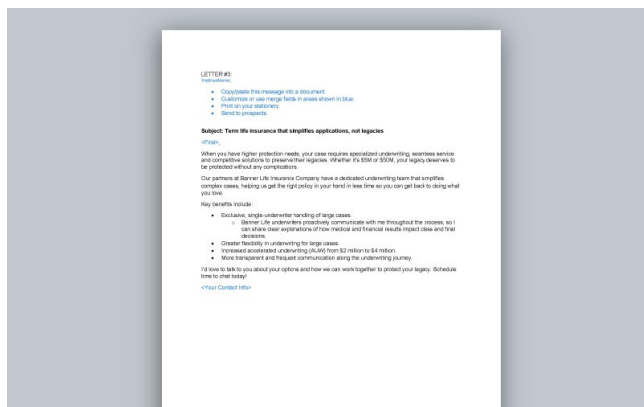 LETTER #3:
Instructions:
• Copy/paste this message into a document.
• Customize or use merge fields in areas shown in blue.
• Print on your stationery.
• Send to prospects.
Subject: Term life insurance that simplifies applications, not legacies
<First>,
When you have higher protection needs, your case requires specialized underwriting, seamless service
and competitive solutions to preserve their legacies. Whether it's $5M or $50M, your legacy deserves to
be protected without any complications.
Our partners at Banner Life Insurance Company have a dedicated underwriting team that simplifies
complex cases, helping us get the right policy in your hand in less time so you can get back to doing what
you love.
Key benefits include:
• Exclusive, single-underwriter handling of large cases
o Banner Life underwriters proactively communicate with me throughout the process, so I
can share clear explanations of how medical and financial results impact class and final
decisions.
• Greater flexibility in underwriting for large cases.
• Increased accelerated underwriting (AUW) from $2 million to $4 million.
• More transparent and frequent communication along the underwriting journey.
I'd love to talk to you about your options and how we can work together to protect your legacy. Schedule
time to chat today!
<Your Contact Info>